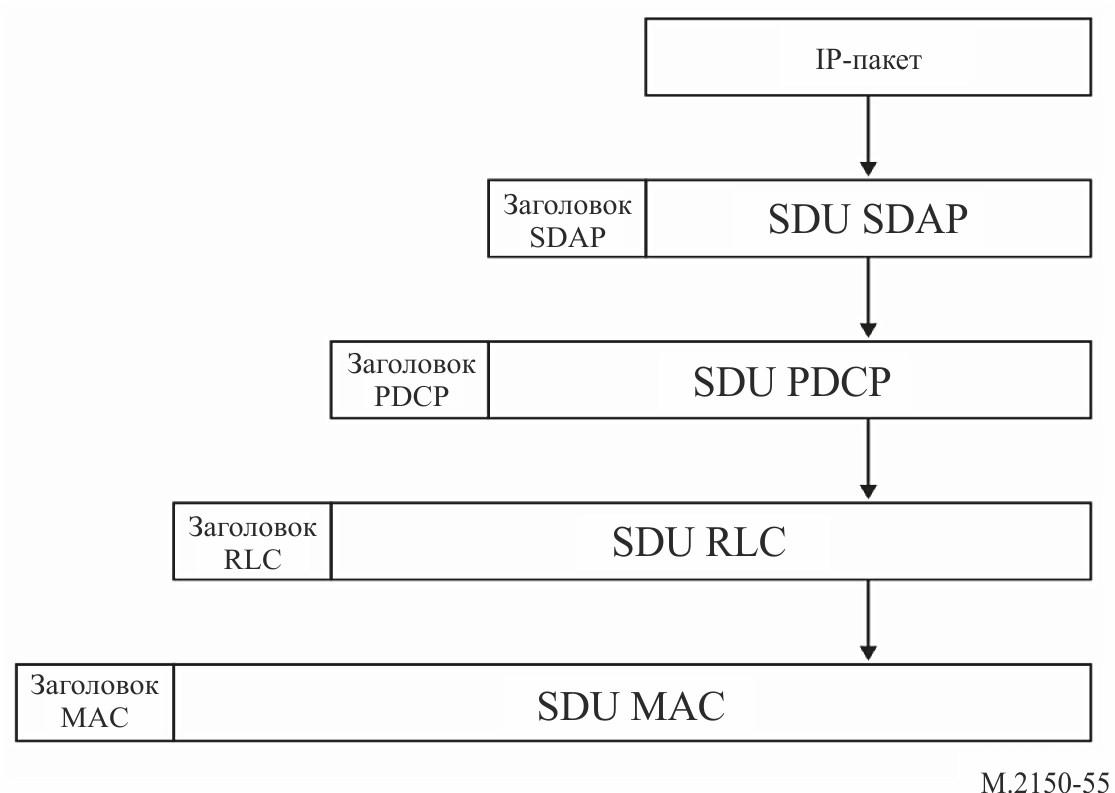 IP-пакет
Заголовок
SDAP
SDU SDAP
Заголовок
PDCP
SDU PDCP
Заголовок
RLC
SDU RLC
Заголовок
MAC
SDU MAC
M.2150-55